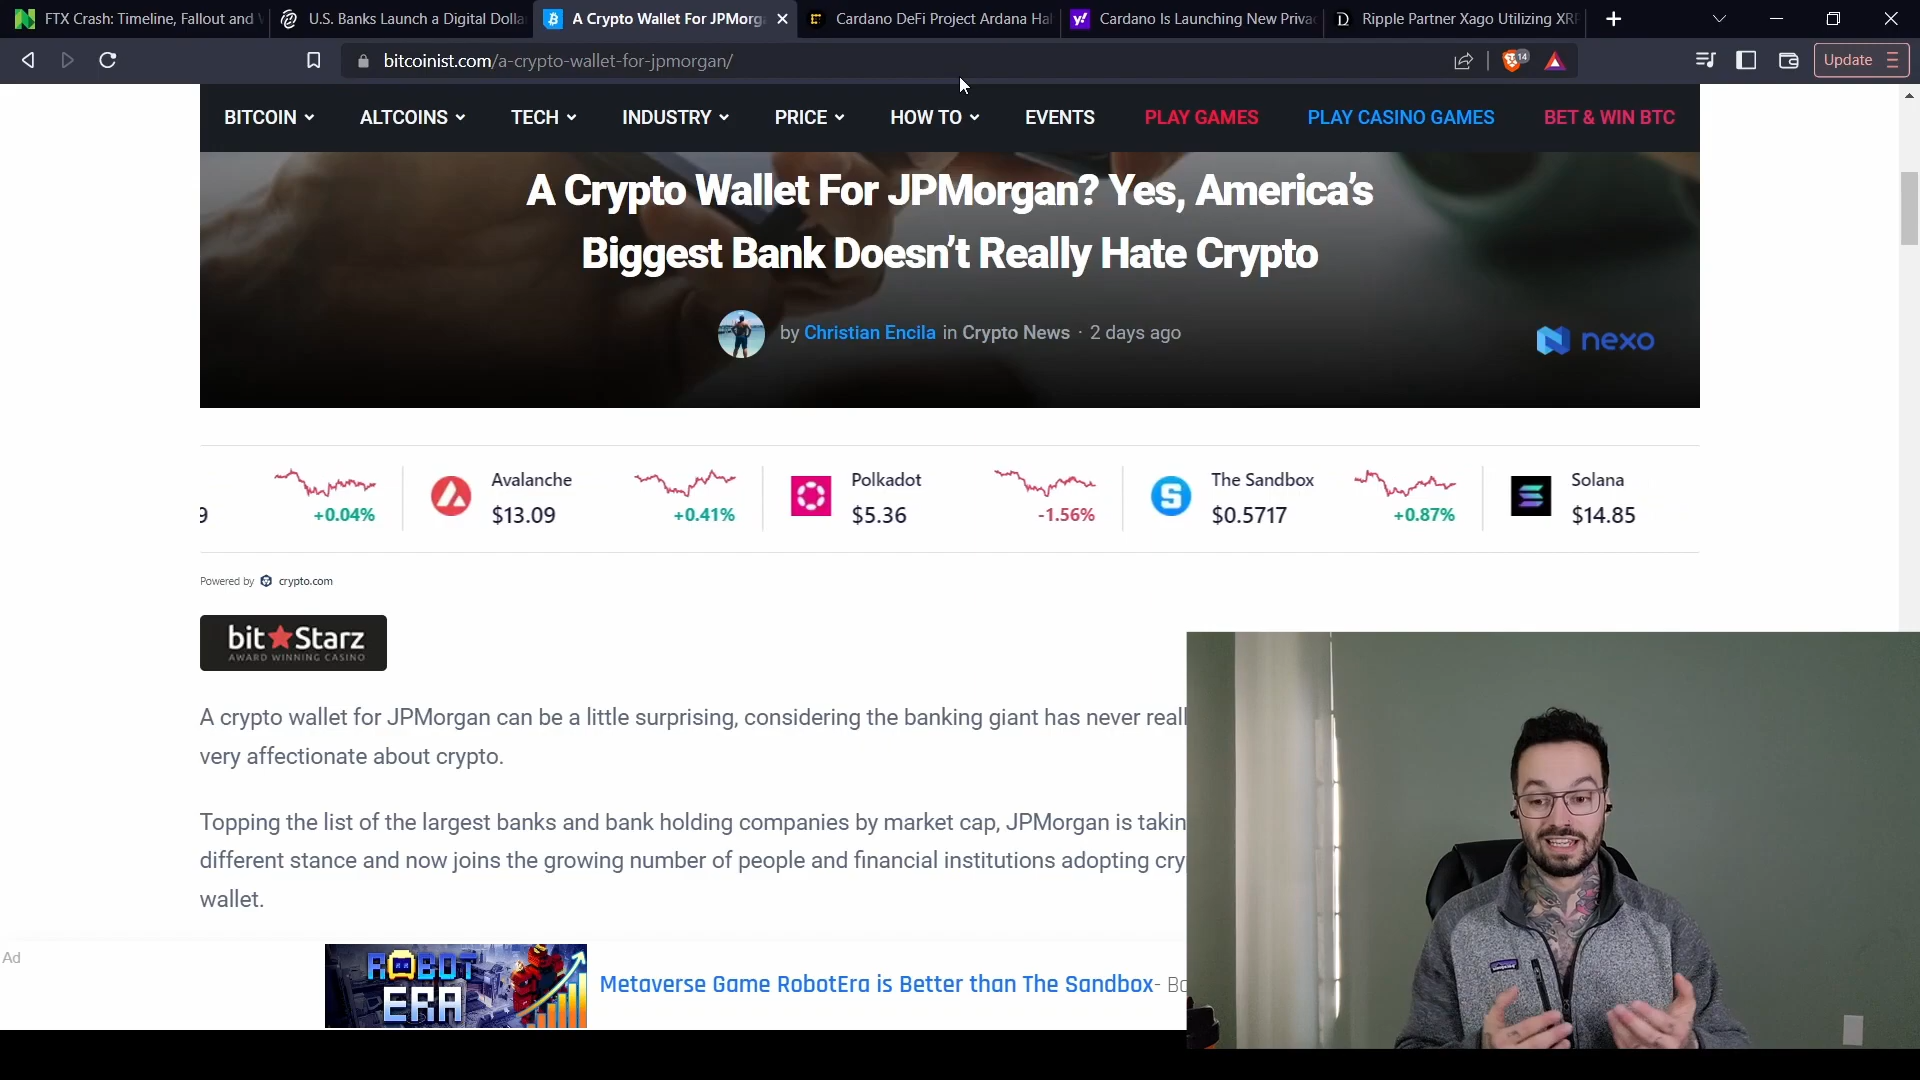 FTX Crash: Timeline, Fallout and
U.S. Banks Launch a Digital Dolla
A Crypto Wallet For JPMorg
Cardano DeFi Project Ardana Hal
Cardano Is Launching New Priva
Ripple Partner Xago Utilizing XRP
bitcoinist.com/a-crypto-wallet-for-jpmorgan/
14
Update
BITCOIN
ALTCOINS
TECH
INDUSTRY
PRICE
HOW TO
EVENTS
PLAY GAMES
PLAY CASINO GAMES
BET & WIN BTC
A Crypto Wallet For JPMorgan? Yes, America's
Biggest Bank Doesn't Really Hate Crypto
by Christian Encila in Crypto News · 2 days ago
nexo
9
+0.04%
Avalanche
$13.09
+0.41%
Polkadot
$5.36
-1.56%
The Sandbox
$0.5717
+0.87%
Solana
$14.85
Powered by crypto.com
bit Starz
AWARD WINNING CASINO
A crypto wallet for JPMorgan can be a little surprising, considering the banking giant has never reall
very affectionate about crypto.
Topping the list of the largest banks and bank holding companies by market cap, JPMorgan is takin
different stance and now joins the growing number of people and financial institutions adopting cry
wallet.
Ad
ROBOT
ERA
Metaverse Game RobotEra is Better than The Sandbox- Bo